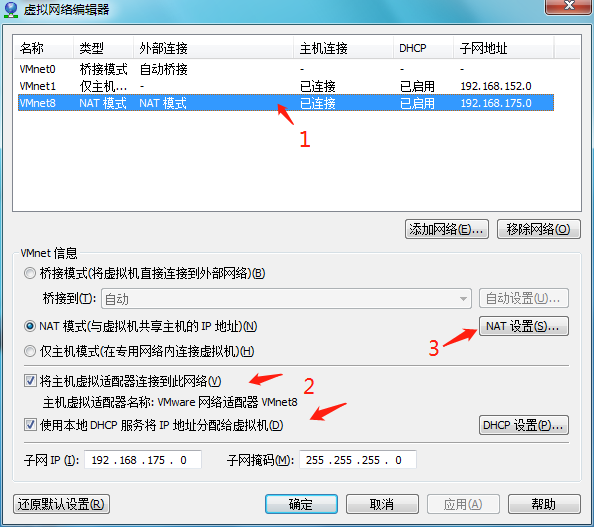 虚拟网络编辑器
名称 类型 外部连接 主机连接 DHCP 子网地址
VMnet0 桥接模式 自动桥接 - - -
VMnet1 仅主机... - 已连接 已启用 192.168.152.0
VMnet8 NAT 模式 NAT 模式 已连接 已启用 192.168.175.0
1
添加网络(E)... 移除网络(O)
VMnet 信息
桥接模式(将虚拟机直接连接到外部网络)(B)
桥接到(T): 自动 自动设置(U)...
NAT 模式(与虚拟机共享主机的 IP 地址)(N) NAT 设置(S)...
3
仅主机模式(在专用网络内连接虚拟机)(H)
将主机虚拟适配器连接到此网络(V) 2
主机虚拟适配器名称: VMware 网络适配器 VMnet8
使用本地 DHCP 服务将 IP 地址分配给虚拟机(D) DHCP 设置(P)...
子网 IP (I): 192 .168 .175 . 0 子网掩码(M): 255 .255 .255 . 0
还原默认设置(R) 确定 取消 应用(A) 帮助